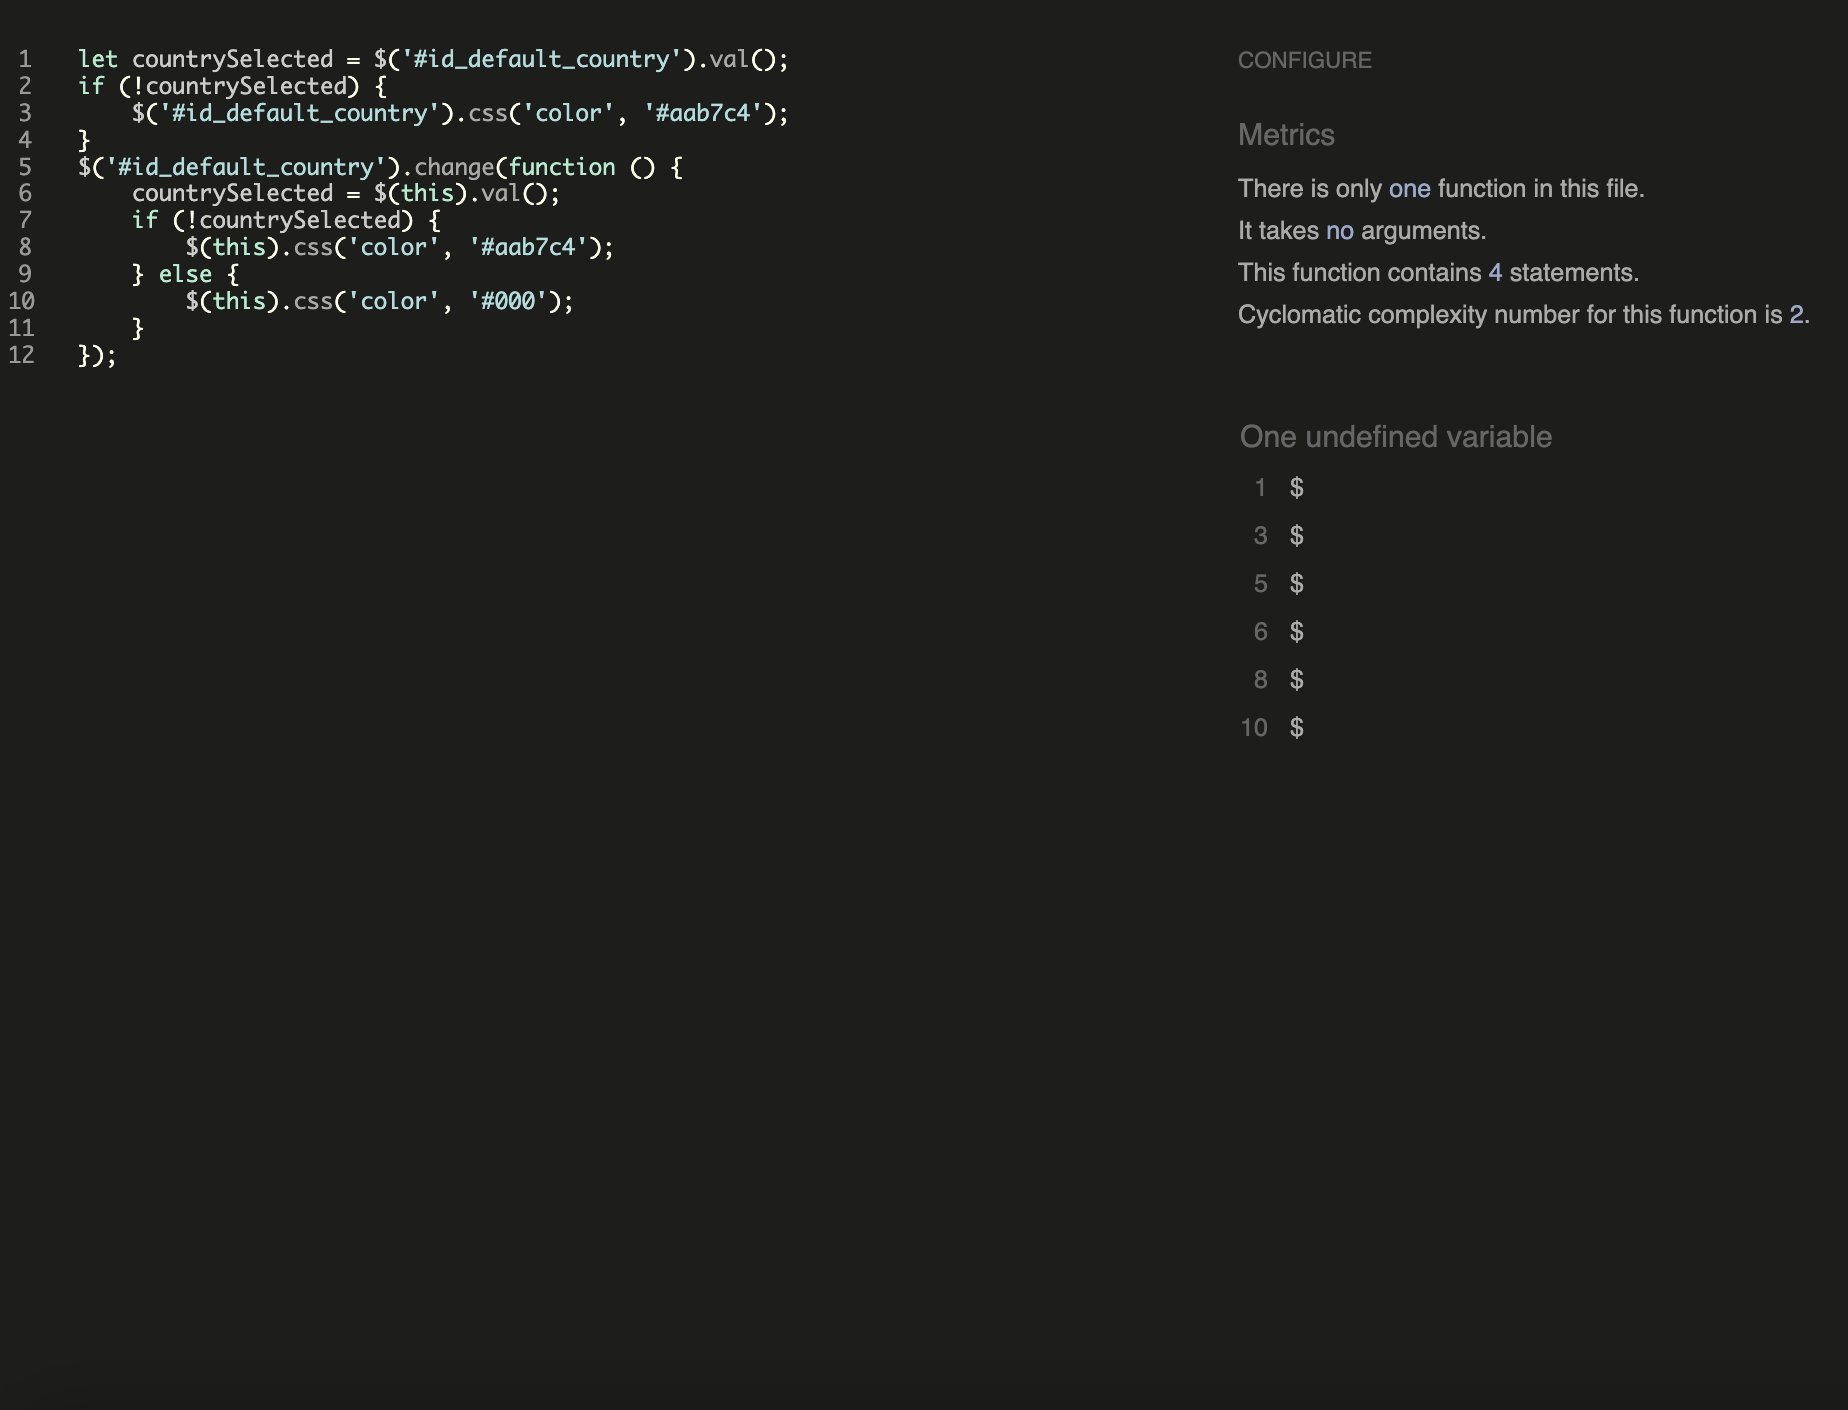 1 let countrySelected = $('#id_default_country').val();
2 if (!countrySelected) {
3     $('#id_default_country').css('color', '#aab7c4');
4 }
5 $('#id_default_country').change(function () {
6     countrySelected = $(this).val();
7     if (!countrySelected) {
8         $(this).css('color', '#aab7c4');
9     } else {
10         $(this).css('color', '#000');
11     }
12 });
CONFIGURE
Metrics
There is only one function in this file.
It takes no arguments.
This function contains 4 statements.
Cyclomatic complexity number for this function is 2.
One undefined variable
1 $
3 $
5 $
6 $
8 $
10 $